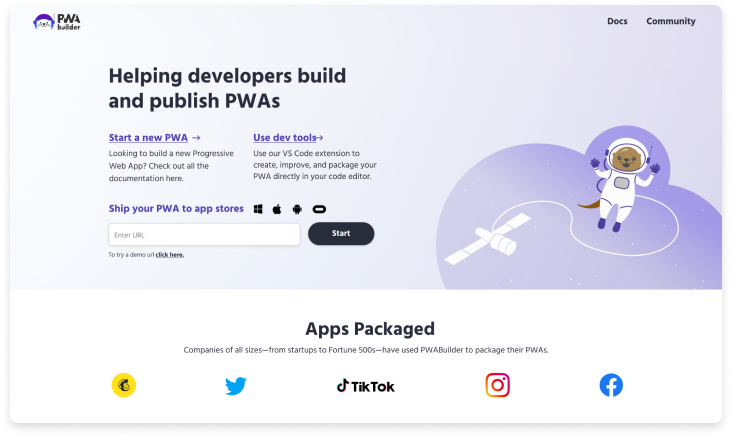 PWA
builder
Docs
Community
Helping developers build
and publish PWAs
Start a new PWA →
Looking to build a new Progressive
Web App? Check out all the
documentation here.
Use dev tools→
Use our VS Code extension to
create, improve, and package your
PWA directly in your code editor.
Ship your PWA to app stores
Enter URL
Start
To try a demo url click here.
Apps Packaged
Companies of all sizes—from startups to Fortune 500s—have used PWABuilder to package their PWAs.
TikTok